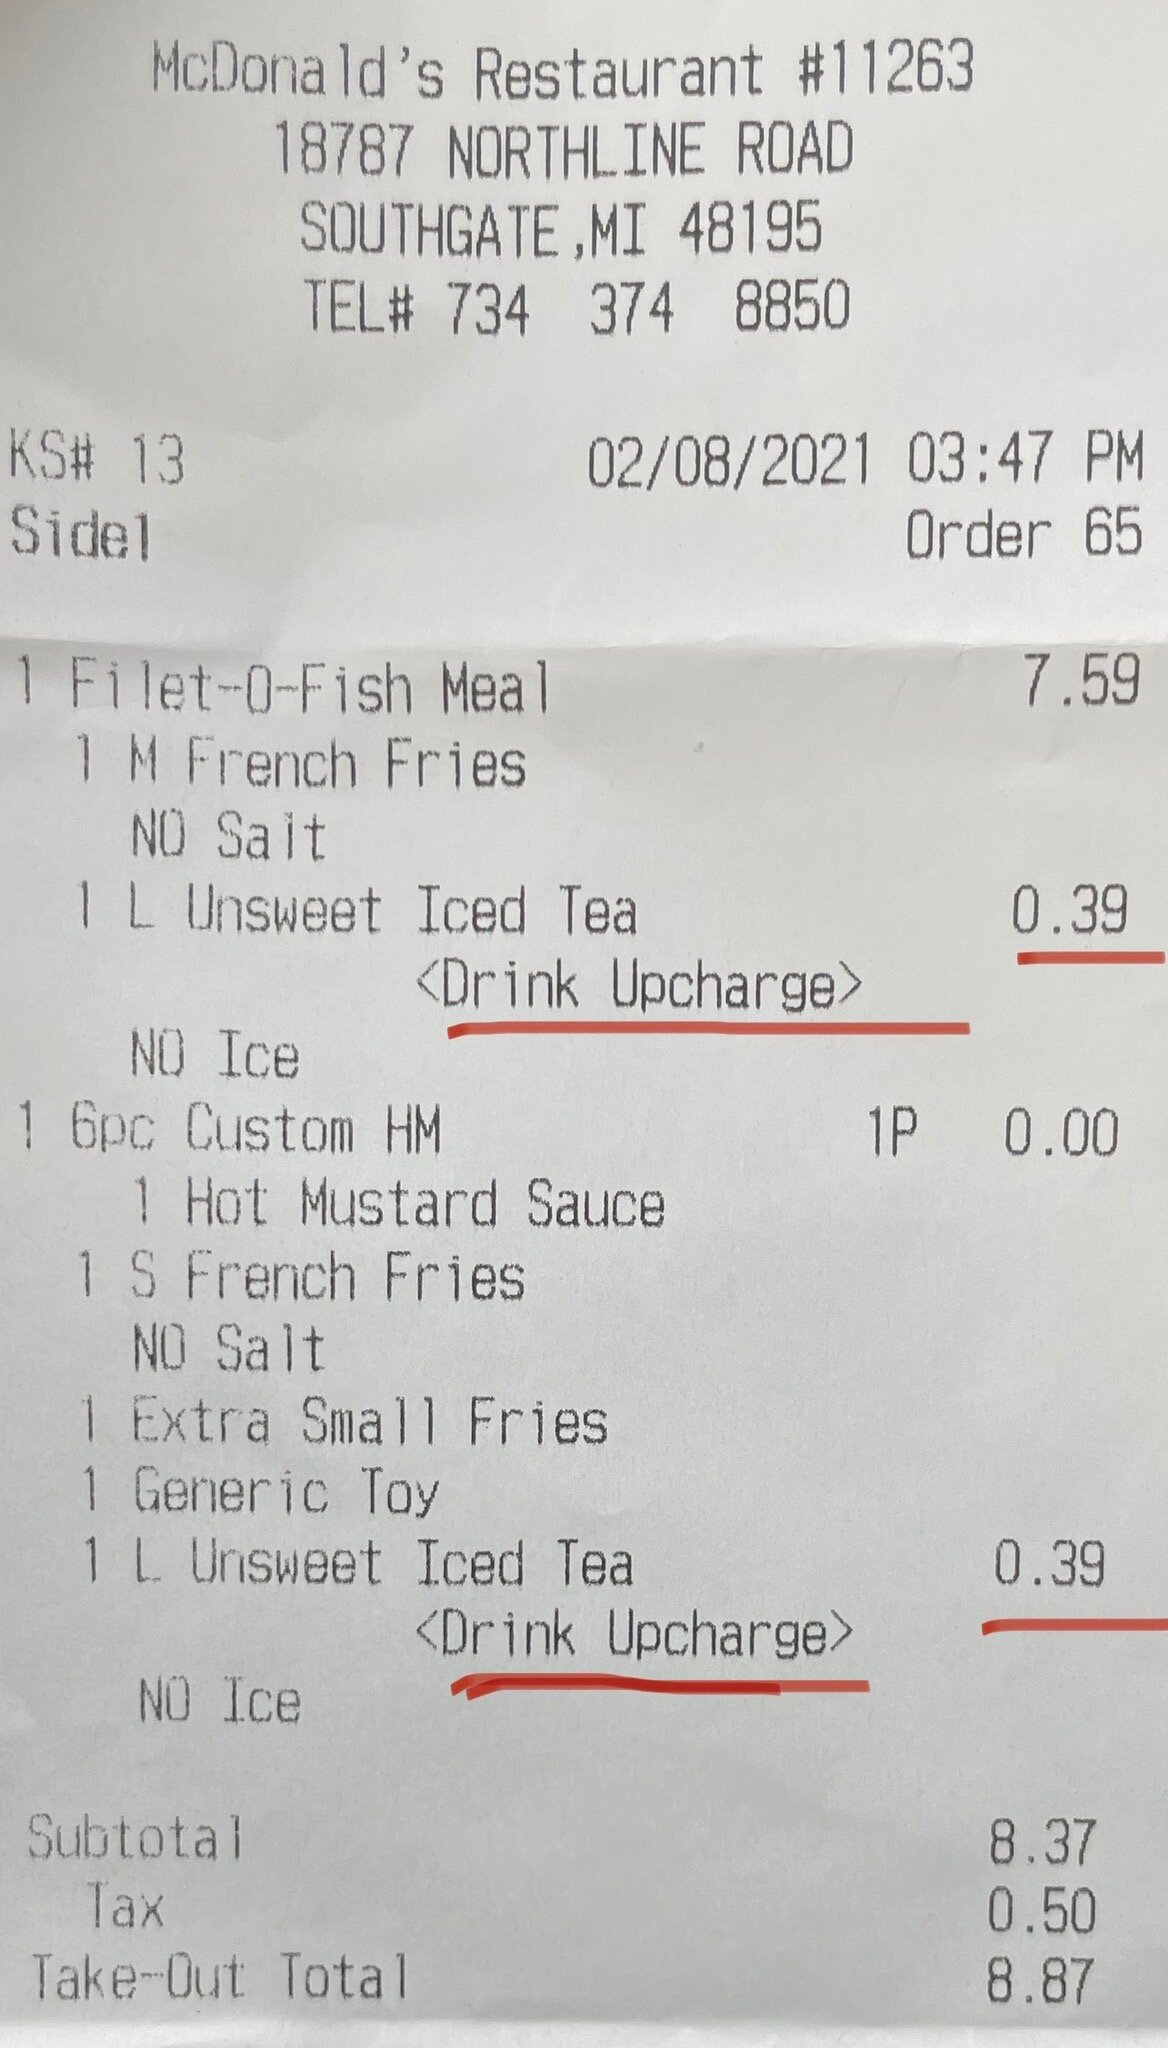 McDonald's Restaurant #11263
18787 NORTHLINE ROAD
SOUTHGATE,MI 48195
TEL# 734 374 8850
KS# 13 02/08/2021 03:47 PM
Side1 Order 65
1 Filet-O-Fish Meal 7.59
1 M French Fries
NO Salt
1 L Unsweet Iced Tea 0.39
<Drink Upcharge>
NO Ice
1 6pc Custom HM 1P 0.00
1 Hot Mustard Sauce
1 S French Fries
NO Salt
1 Extra Small Fries
1 Generic Toy
1 L Unsweet Iced Tea 0.39
<Drink Upcharge>
NO Ice
Subtotal 8.37
Tax 0.50
Take-Out Total 8.87